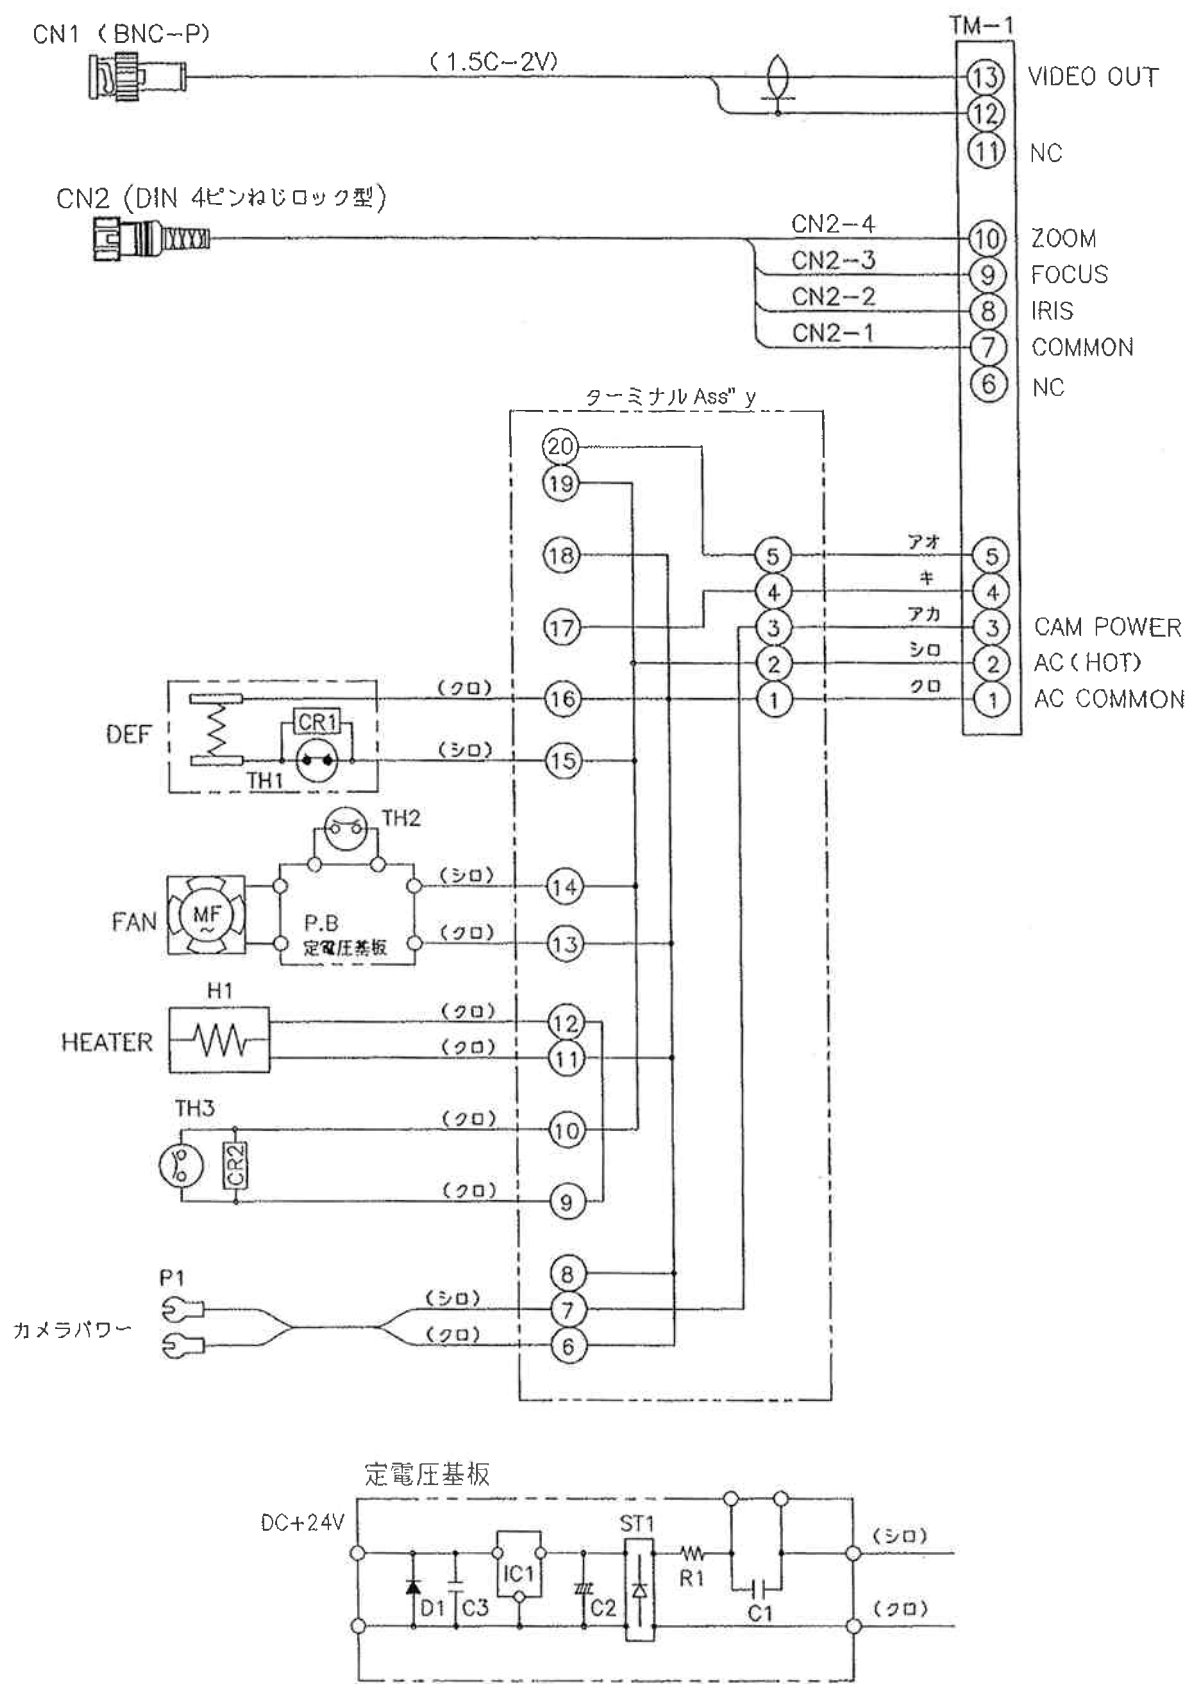 TM-1
CN1 (BNC-P)
(1.5C-2V)
13 VIDEO OUT
12
11 NC
CN2 (DIN 4ピンねじロック型)
CN2-4 10 ZOOM
CN2-3 9 FOCUS
CN2-2 8 IRIS
CN2-1 7 COMMON
6 NC
ターミナル Ass" y
20
19
18 5 アオ 5
4 キ 4
17 3 アカ 3 CAM POWER
2 シロ 2 AC (HOT)
(クロ) 16 1 クロ 1 AC COMMON
CR1
DEF
(シロ) 15
TH1
TH2
(シロ) 14
FAN MF ~ P.B
定電圧基板
(クロ) 13
H1
(クロ) 12
HEATER
(クロ) 11
TH3
(クロ) 10
CR2
(クロ) 9
8
P1
(シロ) 7
カメラパワー
(クロ) 6
定電圧基板
DC+24V
ST1
(シロ)
IC1
R1
D1 C3 C2 C1
(クロ)